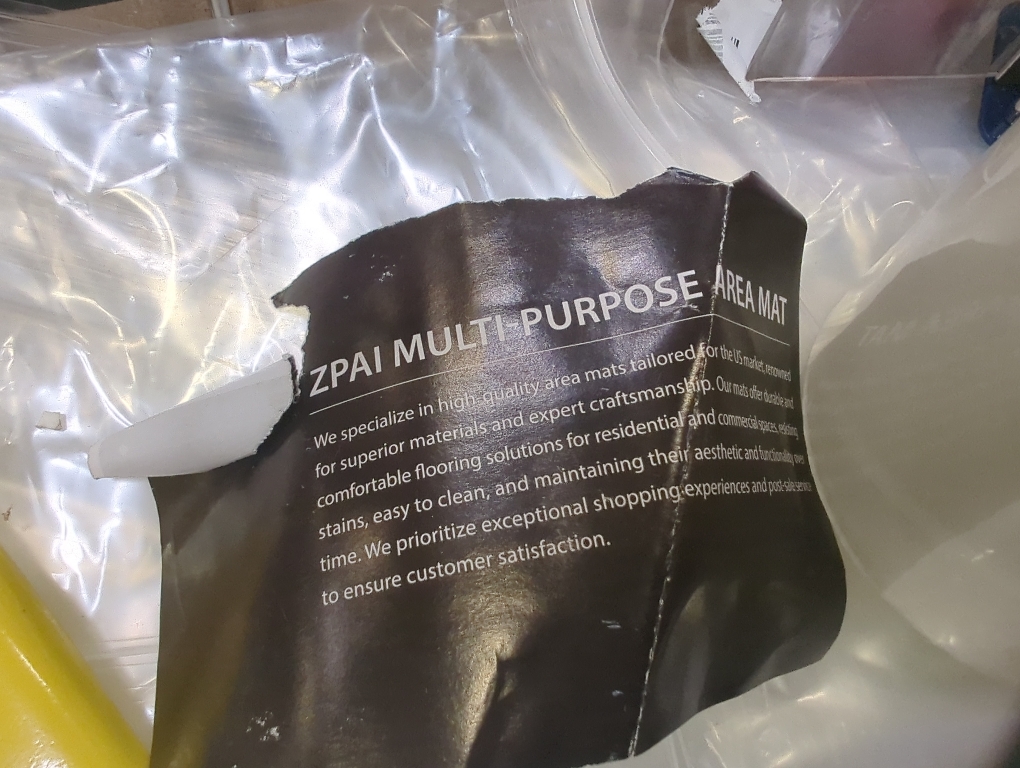 ZPAI MULTI-PURPOSE AREA MAT
We specialize in high quality area mats tailored for the US market, renowned
for superior materials and expert craftsmanship. Our mats offer durable and
comfortable flooring solutions for residential and commercial spaces, resisting
stains, easy to clean, and maintaining their aesthetic and functionality over
time. We prioritize exceptional shopping experiences and post-sale service
to ensure customer satisfaction.